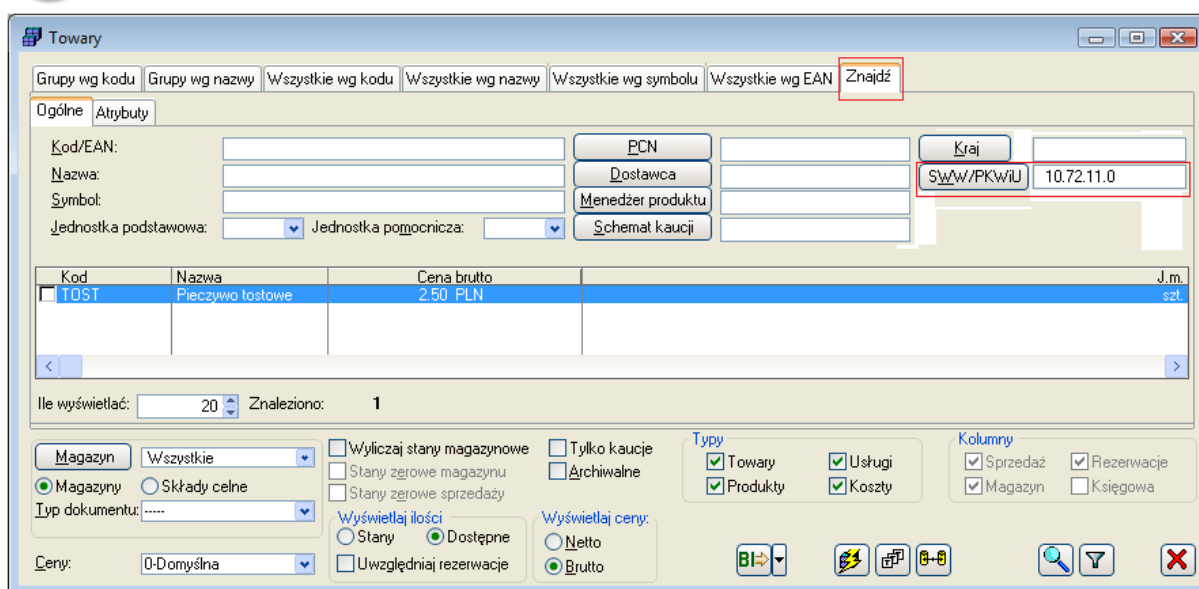 Towary
Grupy wg kodu Grupy wg nazwy Wszystkie wg kodu Wszystkie wg nazwy Wszystkie wg symbolu Wszystkie wg EAN Znajdź
Ogólne Atrybuty
Kod/EAN: PCN Kraj
Nazwa: Dostawca SWW/PKWiU 10.72.11.0
Symbol: Menedżer produktu
Jednostka podstawowa: Jednostka pomocnicza: Schemat kaucji
Kod Nazwa Cena brutto J.m.
TOST Pieczywo tostowe 2.50 PLN szt.
Ile wyświetlać: 20 Znaleziono: 1
Magazyn Wszystkie
Magazyny Składy celne
Typ dokumentu: -----
Ceny: 0-Domyślna
Wyliczaj stany magazynowe
Stany zerowe magazynu
Stany zerowe sprzedaży
Tylko kaucje
Archiwalne
Wyświetlaj ilości
Stany Dostępne
Uwzględniaj rezerwacje
Wyświetlaj ceny:
Netto
Brutto
Typy
Towary Usługi
Produkty Koszty
Kolumny
Sprzedaż Rezerwacje
Magazyn Księgowa
BI